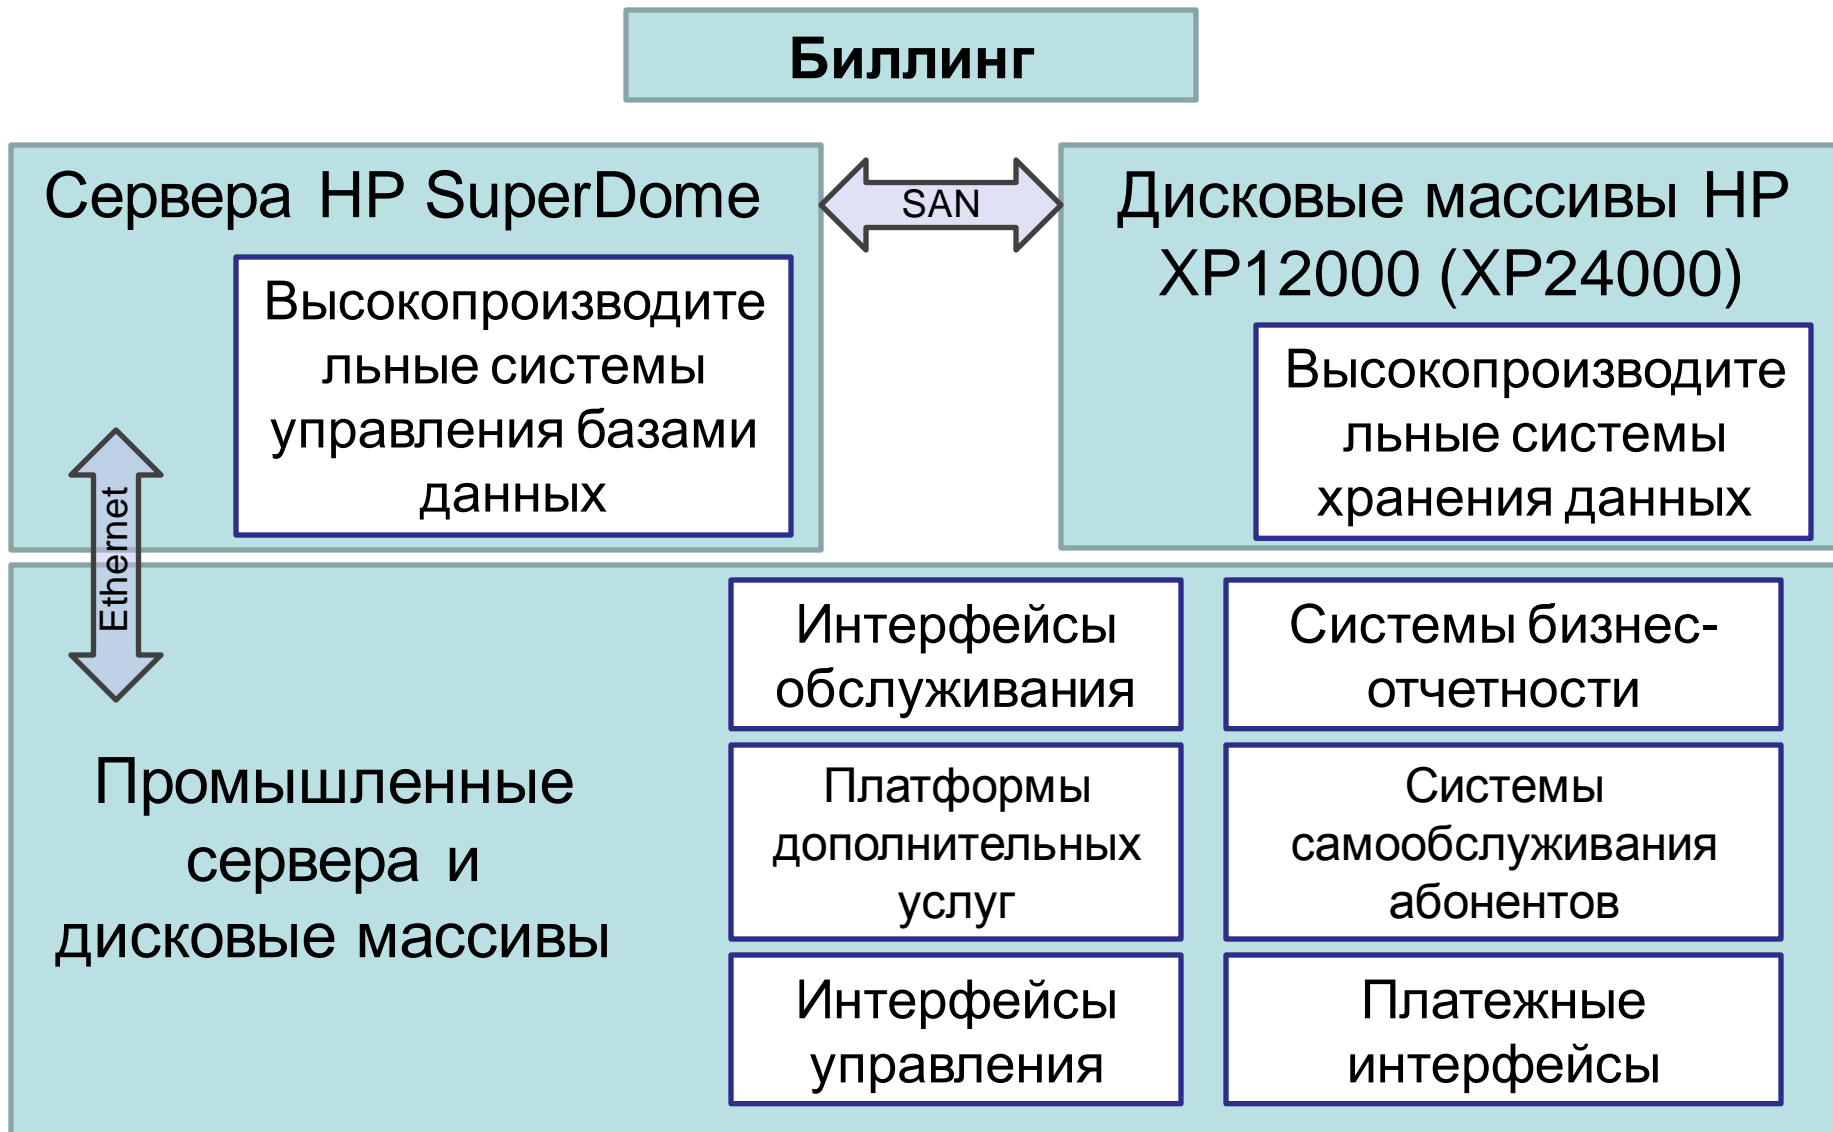 Биллинг
Сервера HP SuperDome
Высокопроизводите
льные системы
управления базами
данных
SAN
Дисковые массивы HP
XP12000 (XP24000)
Высокопроизводите
льные системы
хранения данных
Ethernet
Промышленные
сервера и
дисковые массивы
Интерфейсы
обслуживания
Системы бизнес-
отчетности
Платформы
дополнительных
услуг
Системы
самообслуживания
абонентов
Интерфейсы
управления
Платежные
интерфейсы